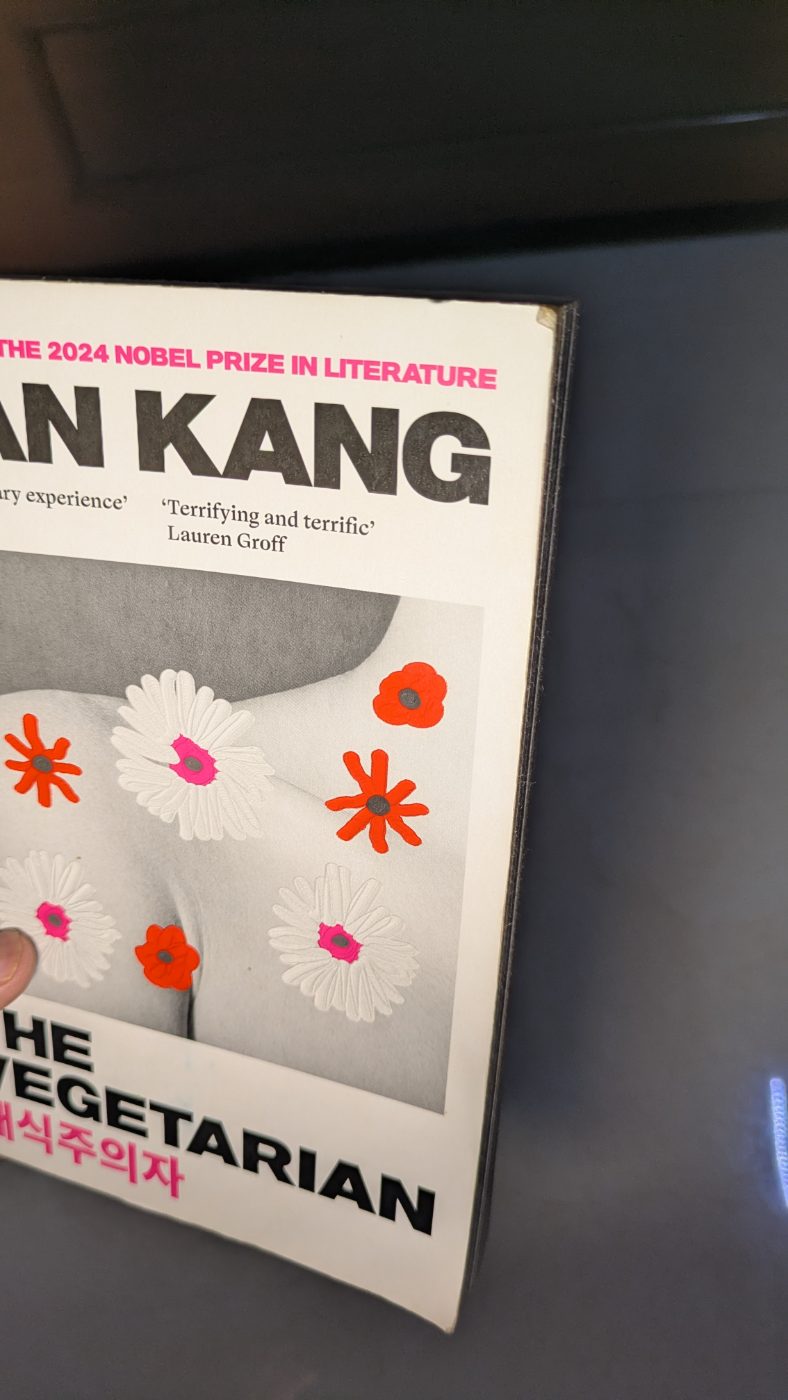 THE 2024 NOBEL PRIZE IN LITERATURE
AN KANG
ary experience’ ‘Terrifying and terrific’
Lauren Groff
THE
VEGETARIAN
채식주의자